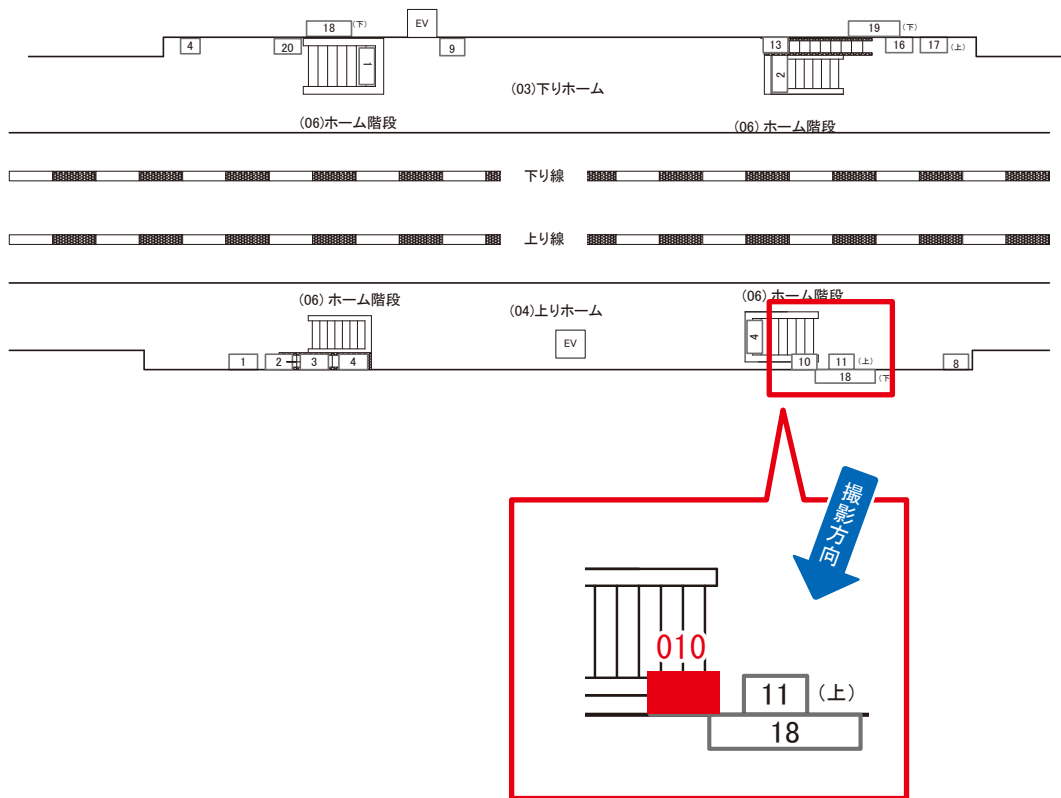 18 (下)
EV
19 (下)
4
20
9
13
16
17 (上)
1
2
(03)下りホーム
(06)ホーム階段
(06) ホーム階段
下り線
上り線
(06) ホーム階段
(06) ホーム階段
(04)上りホーム
4
EV
1
2
3
4
10
11 (上)
8
18 (下
撮影方向
010
11 (上)
18